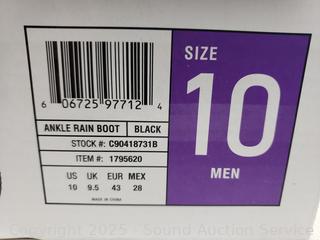 6 06725 97712 4
ANKLE RAIN BOOT BLACK
STOCK #: C90418731B
ITEM #: 1795620
US UK EUR MEX
10 9.5 43 28
MADE IN CHINA
SIZE
10
MEN
Copyright 2025 - Sound Auction Service